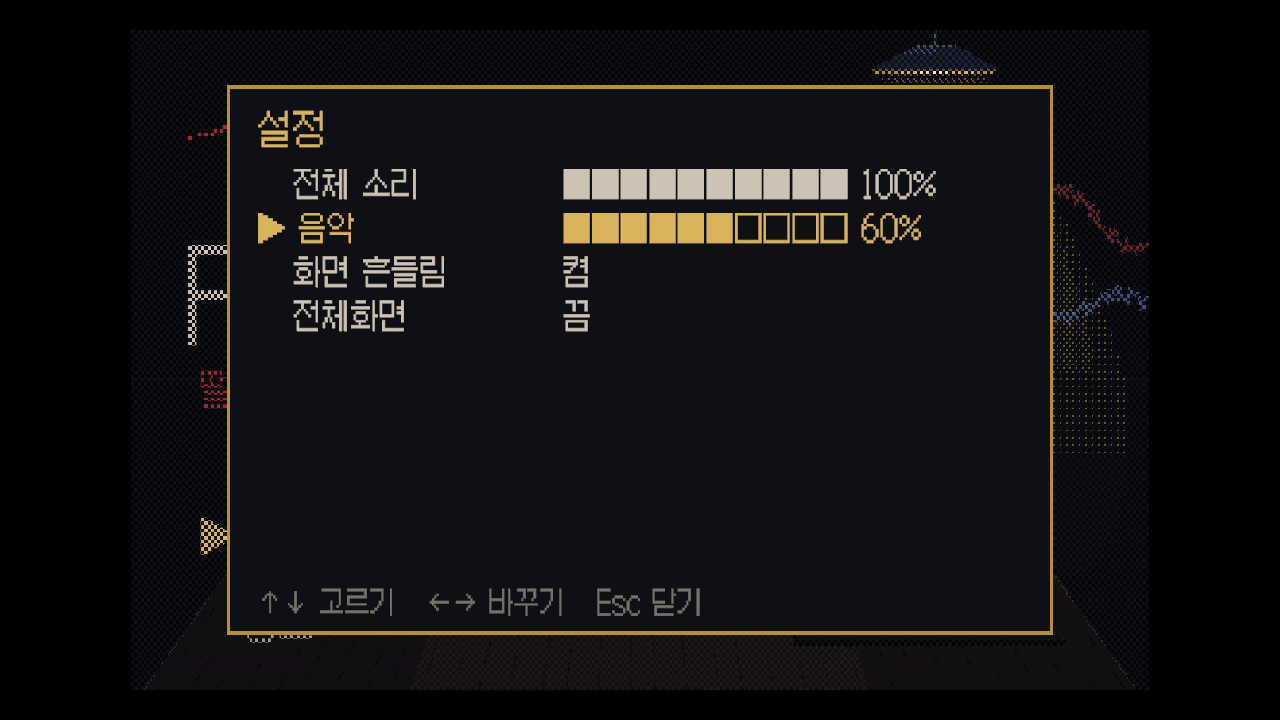 설정
전체 소리 100%
▶ 음악 60%
화면 흔들림 켬
전체화면 끔
↑↓ 고르기 ←→ 바꾸기 Esc 닫기